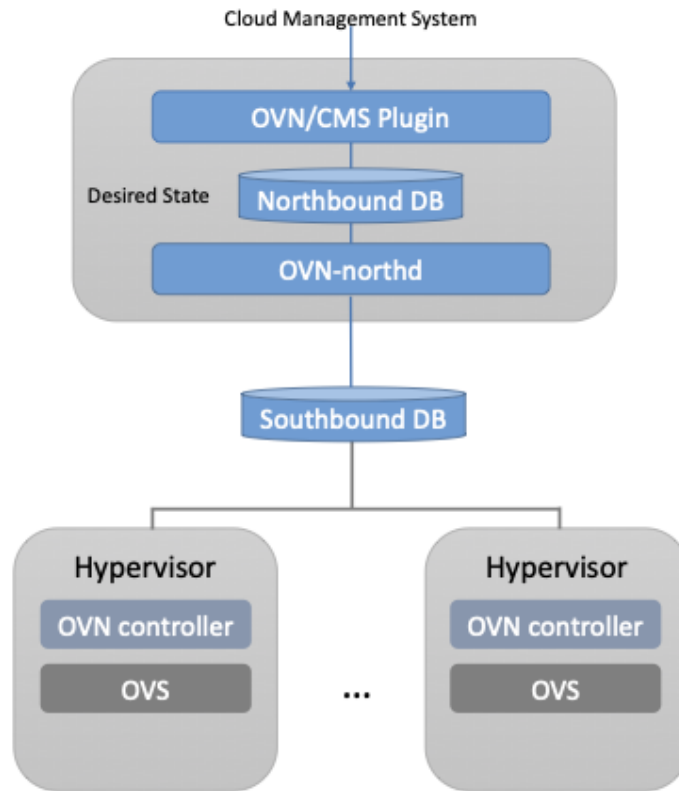 Cloud Management System
OVN/CMS Plugin
Desired State
Northbound DB
OVN-northd
Southbound DB
Hypervisor
OVN controller
OVS
...
Hypervisor
OVN controller
OVS